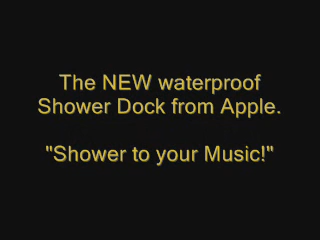 The NEW waterproof
Shower Dock from Apple.
"Shower to your Music!"